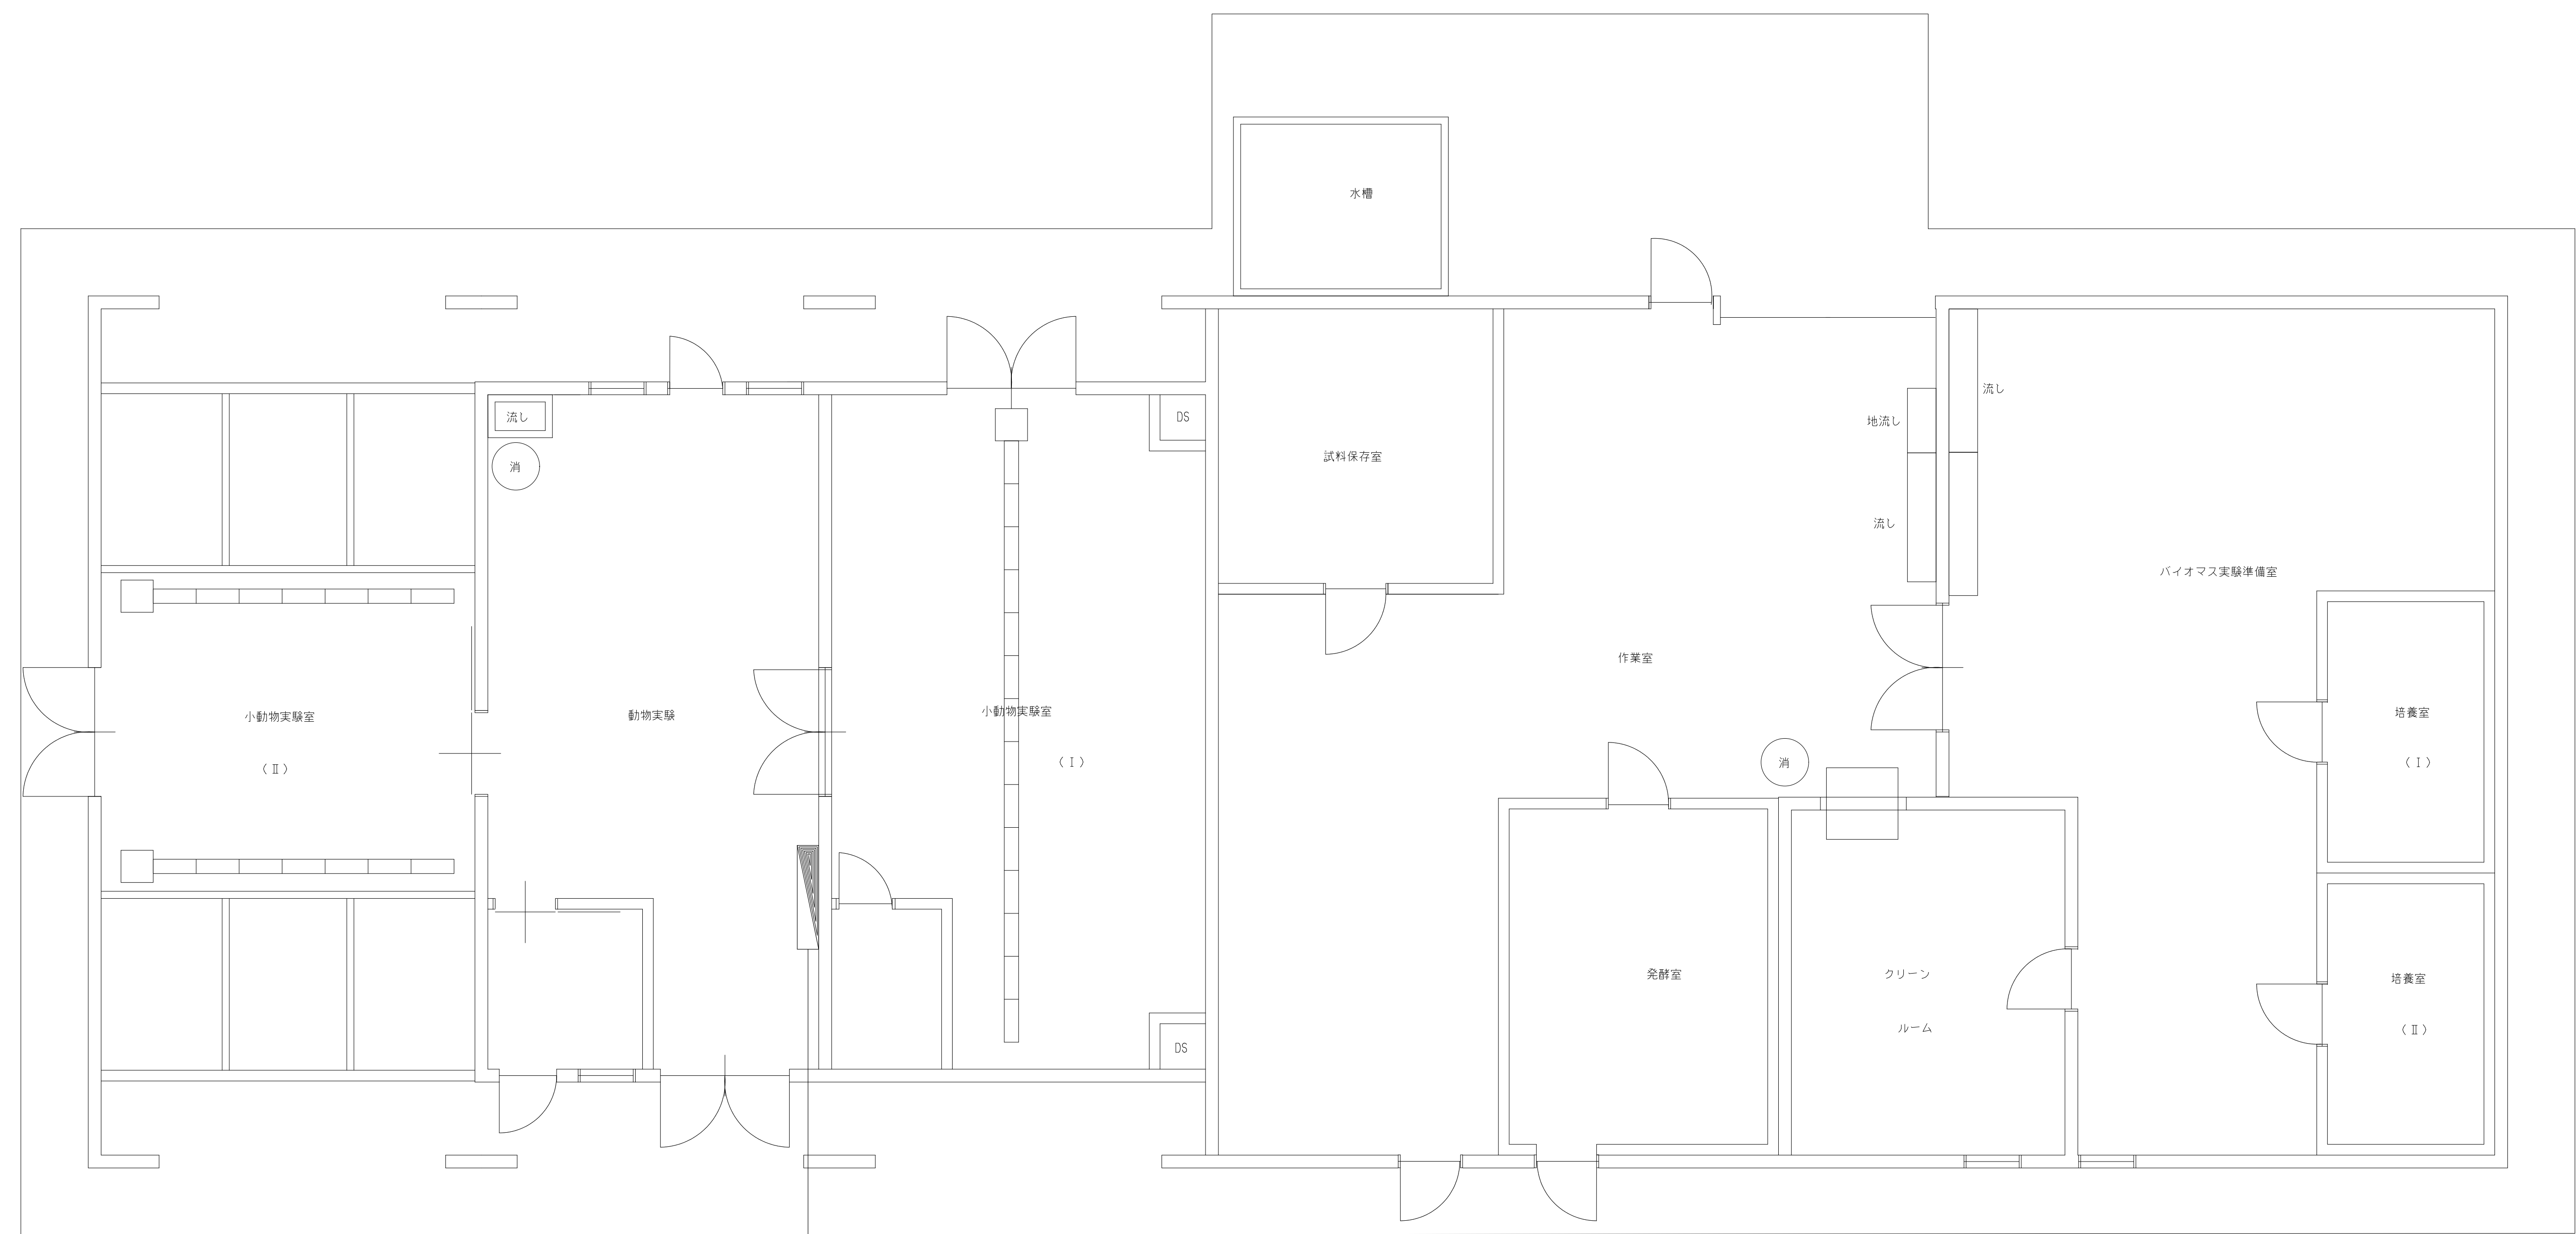 水槽
流し
消
DS
地流し
流し
流し
試料保存室
バイオマス実験準備室
作業室
小動物実験室
(Ⅱ)
動物実験
小動物実験室
(Ⅰ)
消
培養室
(Ⅰ)
発酵室
クリーン
ルーム
培養室
(Ⅱ)
DS